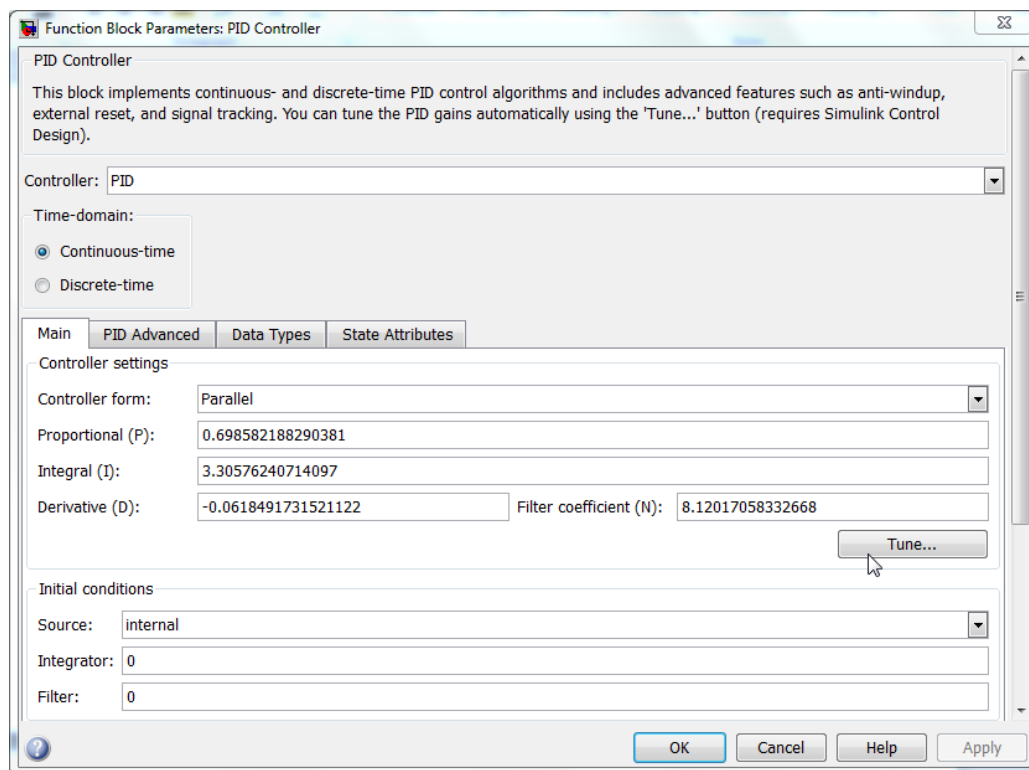 Function Block Parameters: PID Controller
PID Controller
This block implements continuous- and discrete-time PID control algorithms and includes advanced features such as anti-windup,
external reset, and signal tracking. You can tune the PID gains automatically using the 'Tune...' button (requires Simulink Control
Design).
Controller: PID
Time-domain:
Continuous-time
Discrete-time
Main PID Advanced Data Types State Attributes
Controller settings
Controller form: Parallel
Proportional (P): 0.698582188290381
Integral (I): 3.30576240714097
Derivative (D): -0.0618491731521122 Filter coefficient (N): 8.12017058332668
Tune...
Initial conditions
Source: internal
Integrator: 0
Filter: 0
? OK Cancel Help Apply